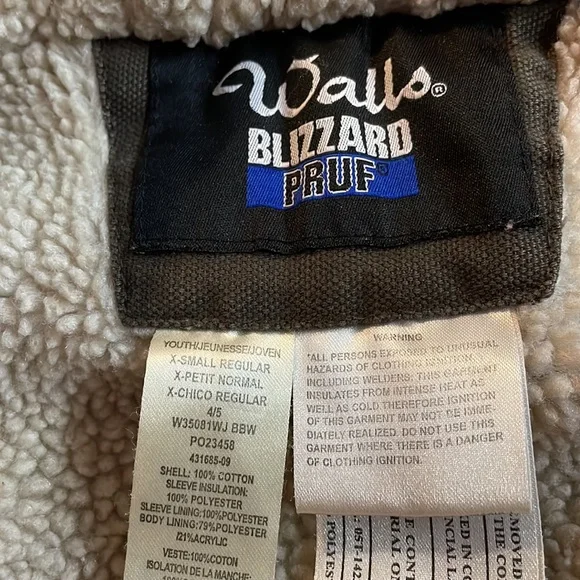 Walls®
BLIZZARD
PRUF®
YOUTH/JEUNESSE/JOVEN
X-SMALL REGULAR
X-PETIT NORMAL
X-CHICO REGULAR
4/5
W35081WJ BBW
PO23458
431685-09
SHELL: 100% COTTON
SLEEVE INSULATION:
100% POLYESTER
SLEEVE LINING:100%POLYESTER
BODY LINING:79%POLYESTER
/21%ACRYLIC
VESTE:100%COTON
ISOLATION DE LA MANCHE:
WARNING
"ALL PERSONS EXPOSED TO UNUSUAL
HAZARDS OF CLOTHING IGNITION,
INCLUDING WELDERS: THIS GARMENT
INSULATES FROM INTENSE HEAT AS
WELL AS COLD THEREFORE IGNITION
OF THIS GARMENT MAY NOT BE IMME-
DIATELY REALIZED. DO NOT USE THIS
GARMENT WHERE THERE IS A DANGER
OF CLOTHING IGNITION.